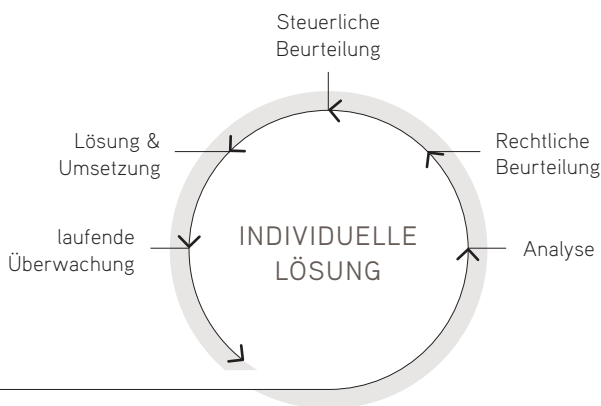 Steuerliche
Beurteilung
Lösung &
Umsetzung
Rechtliche
Beurteilung
laufende
Überwachung
INDIVIDUELLE
LÖSUNG
Analyse